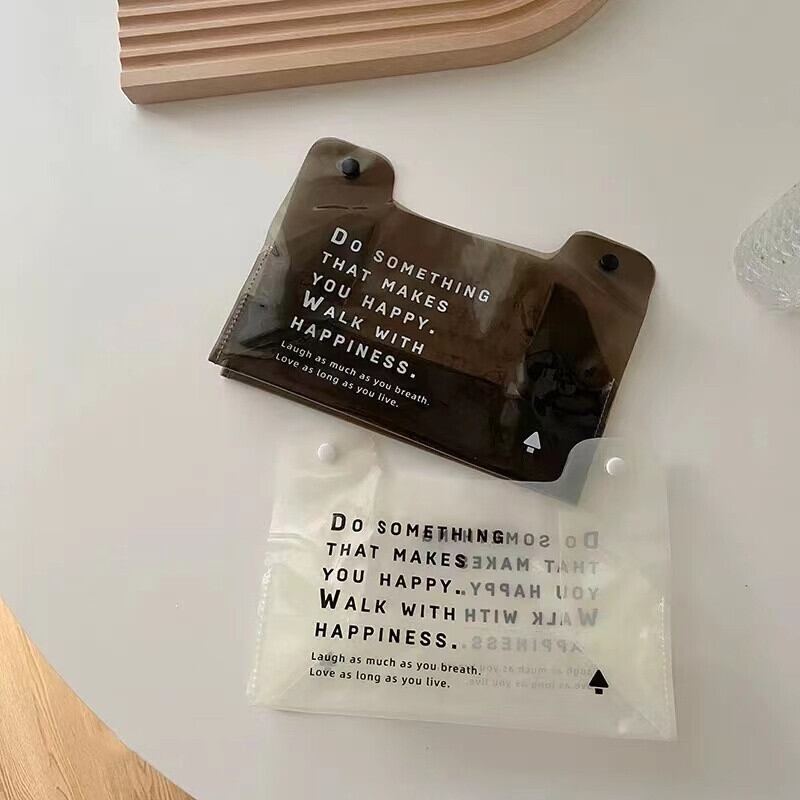 Do something
that makes
you happy.
Walk with
happiness.
Laugh as much as you breath.
Love as long as you live.
Do something
that makes
you happy.
Walk with
happiness.
Laugh as much as you breath.
Love as long as you live.